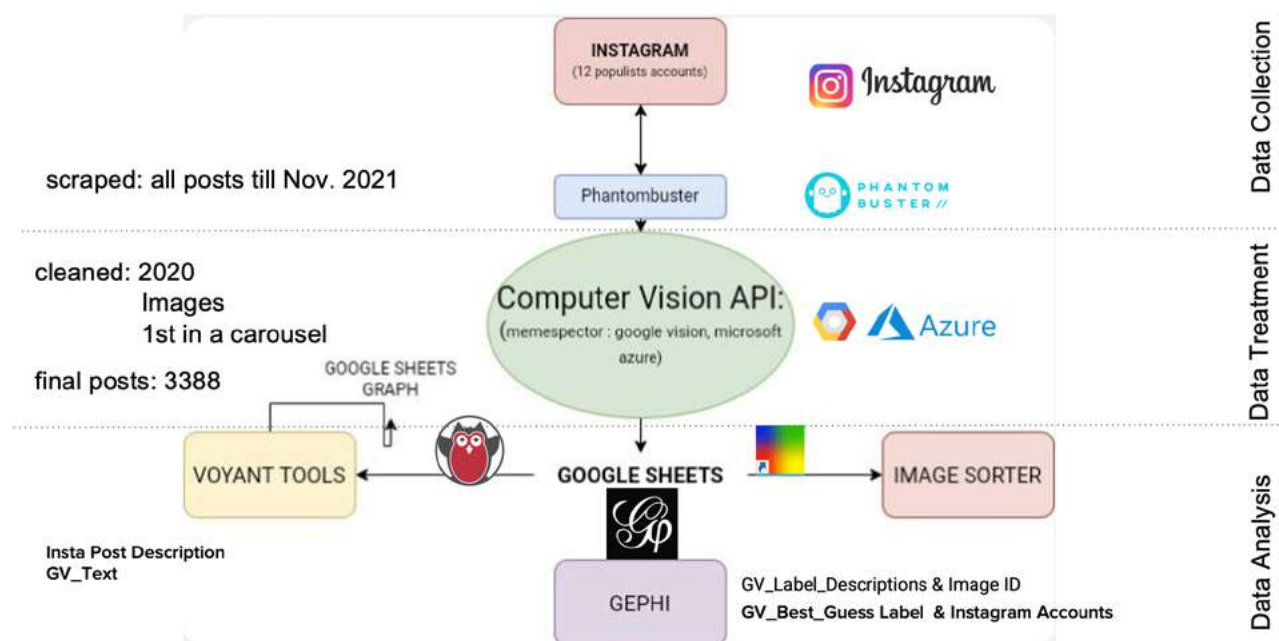 INSTAGRAM
(12 populists accounts)
Instagram
Data Collection
scraped: all posts till Nov. 2021
Phantombuster
PHANTOM
BUSTER //
cleaned: 2020
Images
1st in a carousel
final posts: 3388
Computer Vision API:
(memespector : google vision, microsoft
azure)
Azure
Data Treatment
GOOGLE SHEETS
GRAPH
VOYANT TOOLS
GOOGLE SHEETS
IMAGE SORTER
Gφ
Insta Post Description
GV_Text
GEPHI
GV_Label_Descriptions & Image ID
GV_Best_Guess Label & Instagram Accounts
Data Analysis